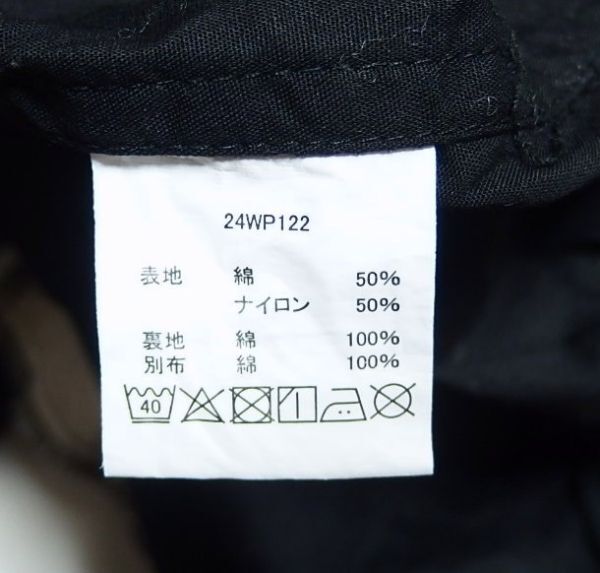 24WP122
表地 綿 50%
ナイロン 50%
裏地 綿 100%
別布 綿 100%
40